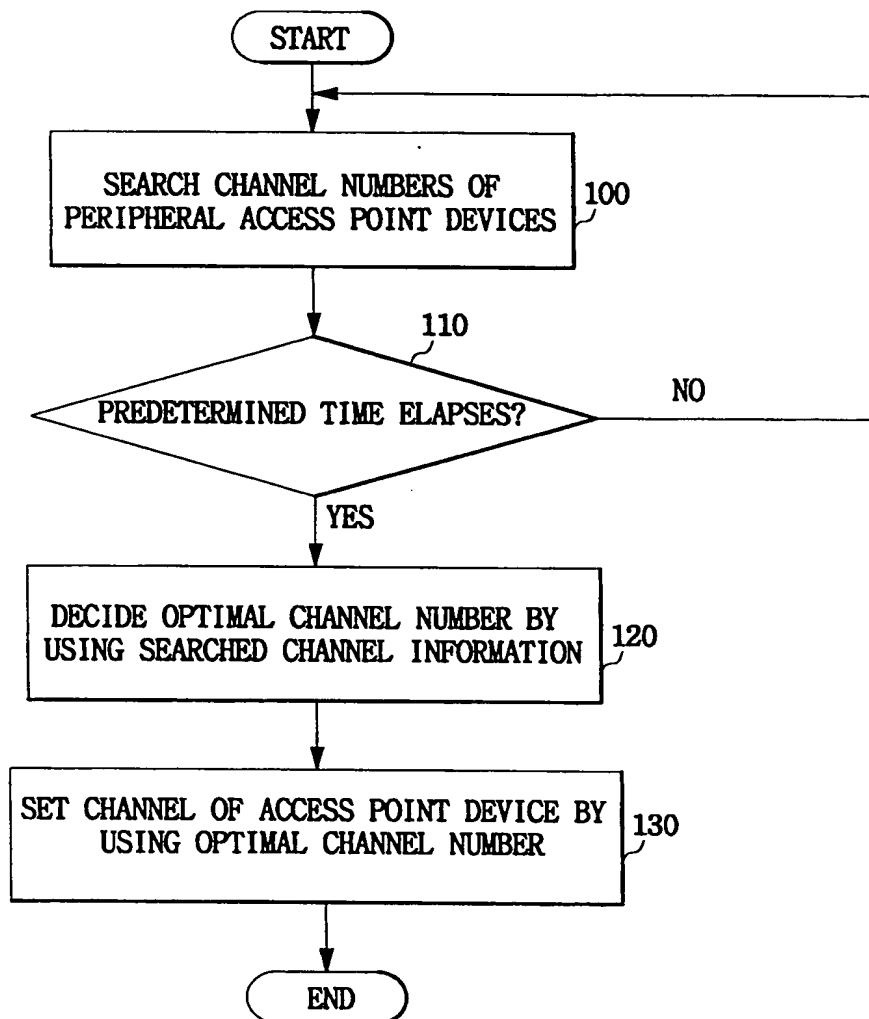 START
SEARCH CHANNEL NUMBERS OF
PERIPHERAL ACCESS POINT DEVICES
100
110
PREDETERMINED TIME ELAPSES?
NO
YES
DECIDE OPTIMAL CHANNEL NUMBER BY
USING SEARCHED CHANNEL INFORMATION
120
SET CHANNEL OF ACCESS POINT DEVICE BY
USING OPTIMAL CHANNEL NUMBER
130
END